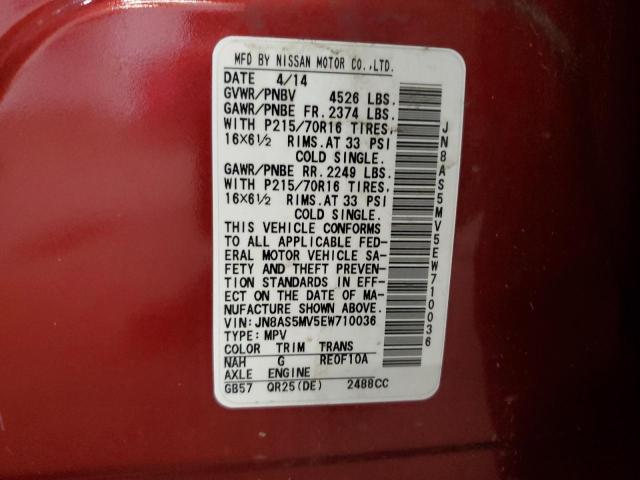 MFD BY NISSAN MOTOR CO.,LTD.
DATE 4/14
GVWR/PNBV 4526 LBS.
GAWR/PNBE FR. 2374 LBS.
WITH P215/70R16 TIRES,
16X6½ RIMS.AT 33 PSI
COLD SINGLE.
GAWR/PNBE RR. 2249 LBS.
WITH P215/70R16 TIRES,
16X6½ RIMS.AT 33 PSI
COLD SINGLE.
THIS VEHICLE CONFORMS
TO ALL APPLICABLE FED-
ERAL MOTOR VEHICLE SA-
FETY AND THEFT PREVEN-
TION STANDARDS IN EFF-
ECT ON THE DATE OF MA-
NUFACTURE SHOWN ABOVE.
VIN: JN8AS5MV5EW710036
TYPE: MPV
COLOR TRIM TRANS
NAH G RE0F10A
AXLE ENGINE
GB57 QR25(DE) 2488CC
JN8AS5MV5EW710036